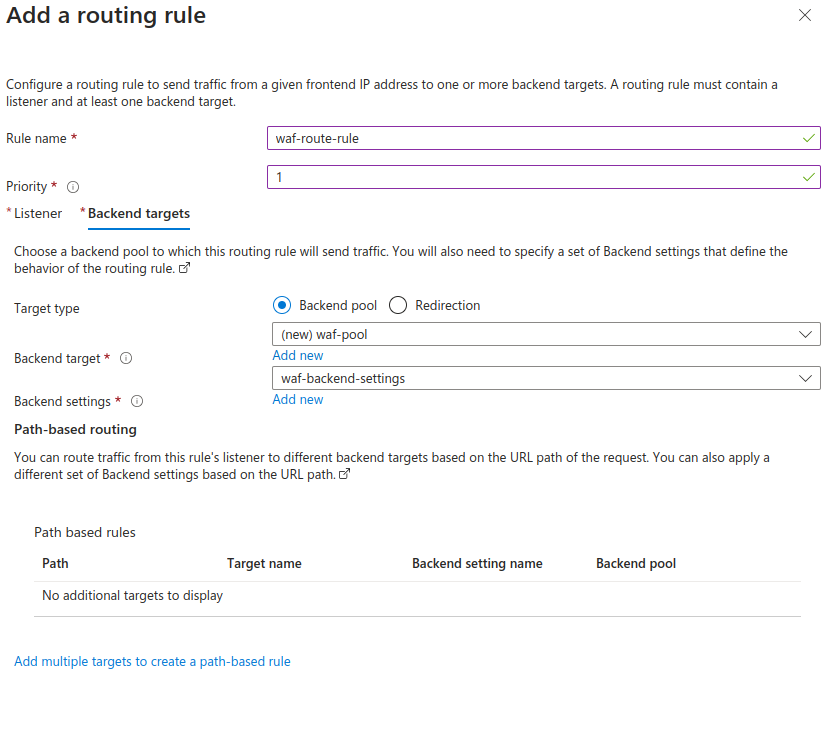 Add a routing rule
Configure a routing rule to send traffic from a given frontend IP address to one or more backend targets. A routing rule must contain a
listener and at least one backend target.
Rule name * waf-route-rule
Priority * 1
* Listener * Backend targets
Choose a backend pool to which this routing rule will send traffic. You will also need to specify a set of Backend settings that define the
behavior of the routing rule.
Target type Backend pool Redirection
(new) waf-pool
Backend target * Add new
waf-backend-settings
Backend settings * Add new
Path-based routing
You can route traffic from this rule's listener to different backend targets based on the URL path of the request. You can also apply a
different set of Backend settings based on the URL path.
Path based rules
Path Target name Backend setting name Backend pool
No additional targets to display
Add multiple targets to create a path-based rule